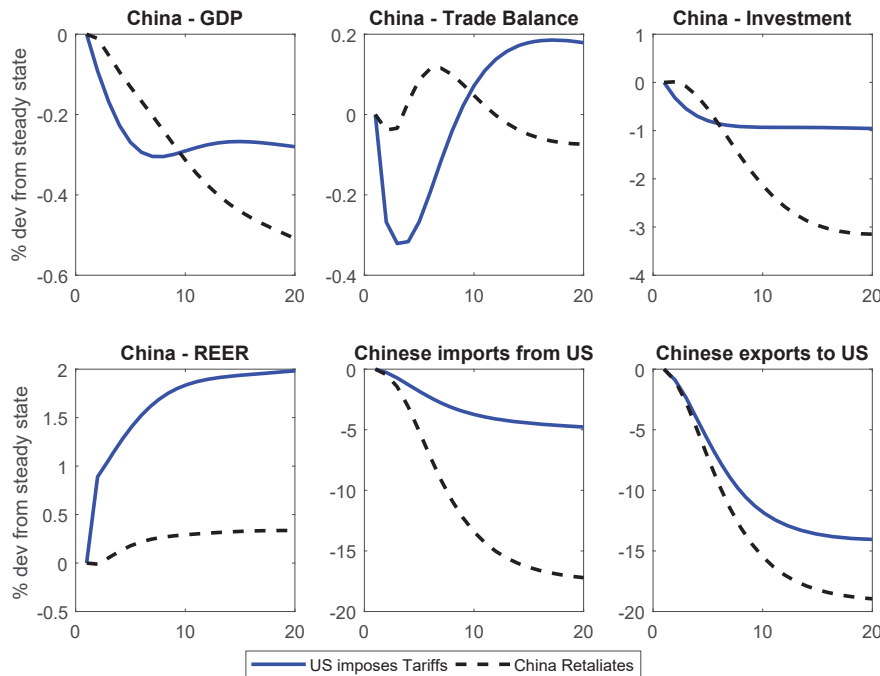 China - GDP
0
-0.2
-0.4
-0.6
0 10 20
% dev from steady state
China - Trade Balance
0.2
0
-0.2
0.4
0 10 20
China - Investment
1
0
-1
-2
-3
-4
0 10 20
China - REER
2
1.5
1
0.5
0
-0.5
0 10 20
% dev from steady state
Chinese imports from US
0
-5
-10
-15
-20
0 10 20
Chinese exports to US
0
-5
-10
-15
-20
0 10 20
US imposes Tariffs
China Retaliates